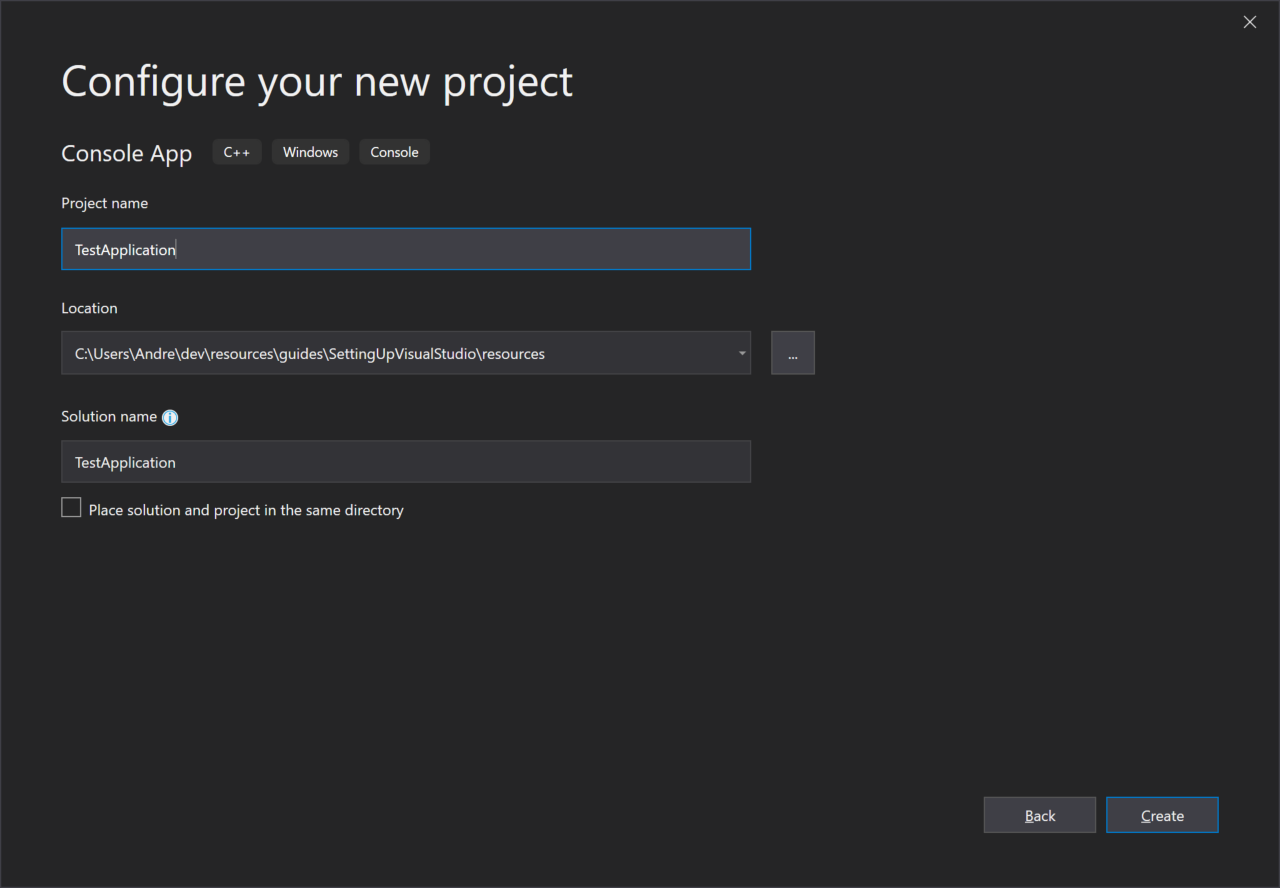 Configure your new project
Console App C++ Windows Console
Project name
TestApplication
Location
C:\Users\Andre\dev\resources\guides\SettingUpVisualStudio\resources
...
Solution name
TestApplication
Place solution and project in the same directory
Back Create